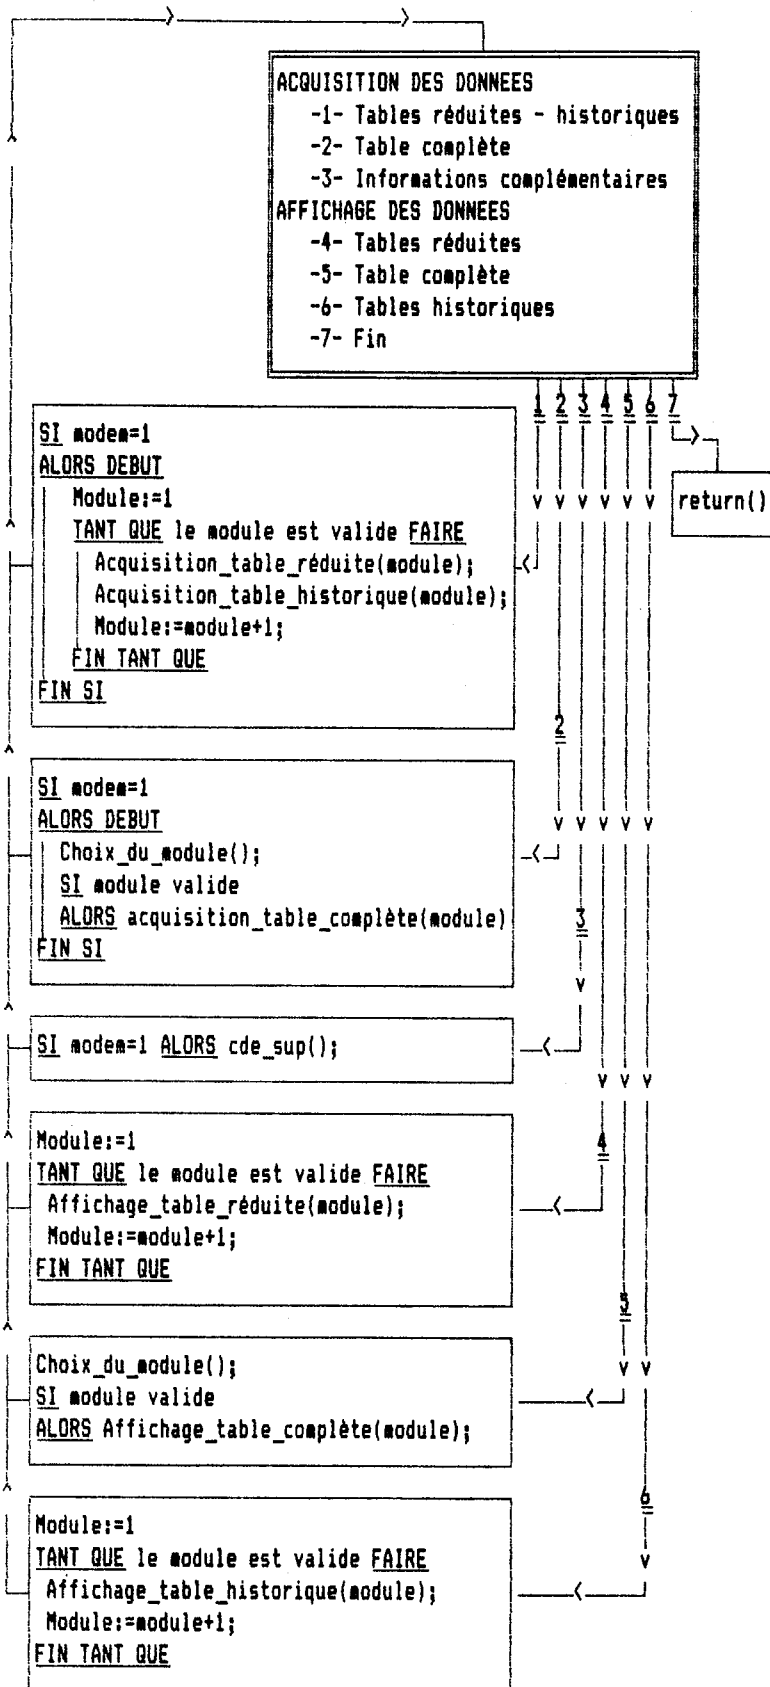 ACQUISITION DES DONNEES
-1- Tables réduites - historiques
-2- Table complète
-3- Informations complémentaires
AFFICHAGE DES DONNEES
-4- Tables réduites
-5- Table complète
-6- Tables historiques
-7- Fin
1 2 3 4 5 6 7
return()
SI modem=1
ALORS DEBUT
Module:=1
TANT QUE le module est valide FAIRE
Acquisition_table_réduite(module);
Acquisition_table_historique(module);
Module:=module+1;
FIN TANT QUE
FIN SI
2
SI modem=1
ALORS DEBUT
Choix_du_module();
SI module valide
ALORS acquisition_table_complète(module)
FIN SI
3
SI modem=1 ALORS cde_sup();
4
Module:=1
TANT QUE le module est valide FAIRE
Affichage_table_réduite(module);
Module:=module+1;
FIN TANT QUE
5
Choix_du_module();
SI module valide
ALORS Affichage_table_complète(module);
6
Module:=1
TANT QUE le module est valide FAIRE
Affichage_table_historique(module);
Module:=module+1;
FIN TANT QUE